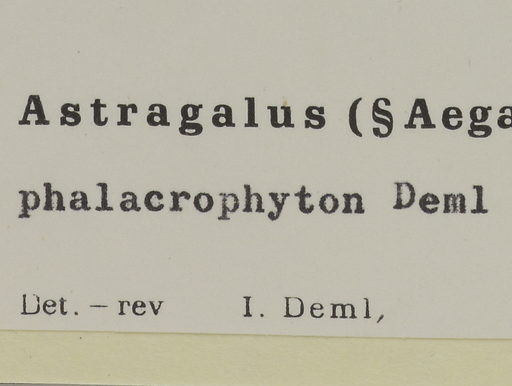 Astragalus (§Aega
phalacrophyton Deml
Det. – rev I. Deml,